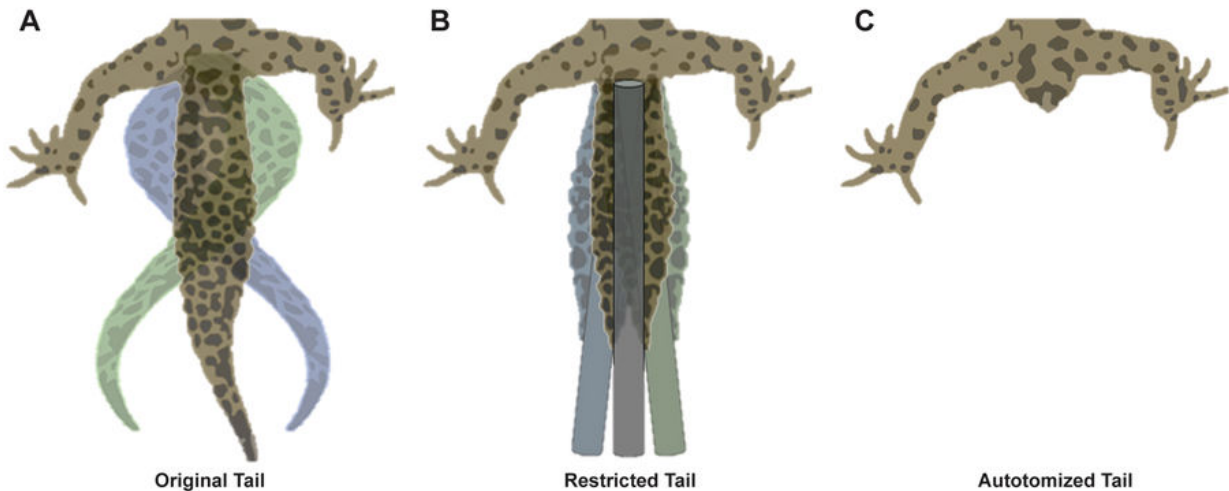 A
B
C
Original Tail
Restricted Tail
Autotomized Tail